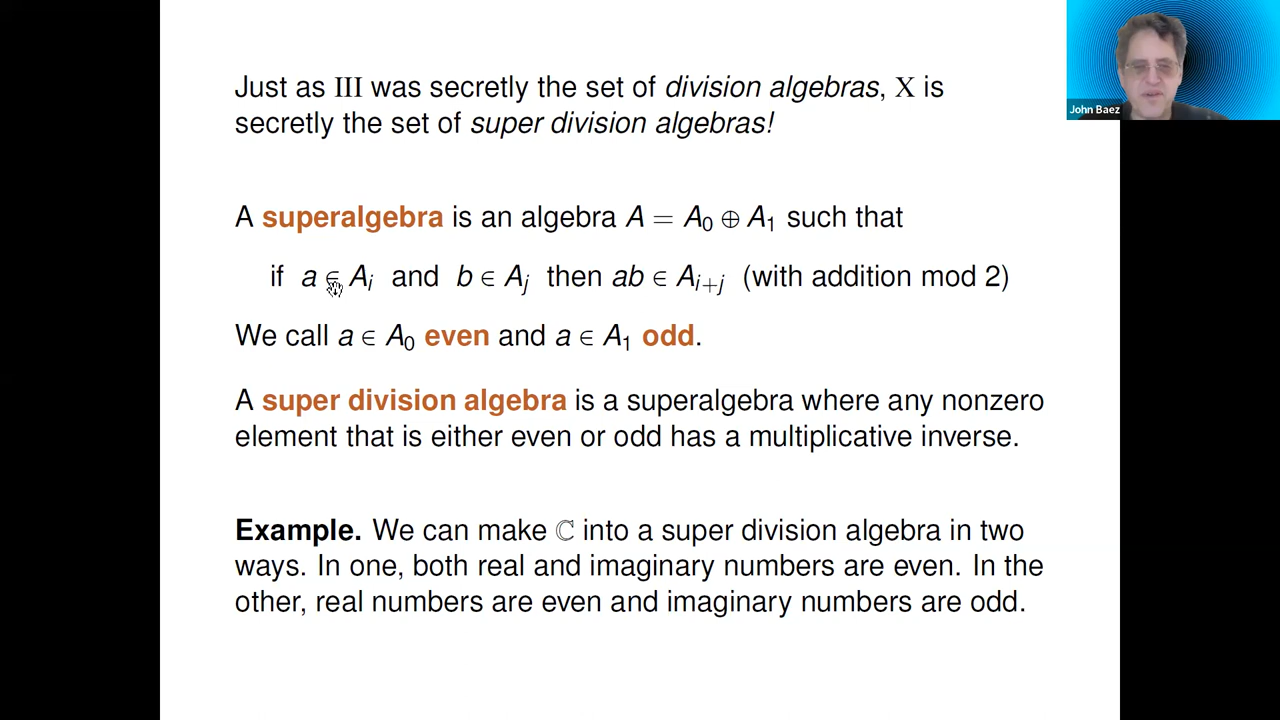 Just as III was secretly the set of division algebras, X is
secretly the set of super division algebras!
John Baez
A superalgebra is an algebra A = A₀ ⊕ A₁ such that
if a ∈ Aᵢ and b ∈ Aⱼ then ab ∈ Aᵢ₊ⱼ (with addition mod 2)
We call a ∈ A₀ even and a ∈ A₁ odd.
A super division algebra is a superalgebra where any nonzero
element that is either even or odd has a multiplicative inverse.
Example. We can make ℂ into a super division algebra in two
ways. In one, both real and imaginary numbers are even. In the
other, real numbers are even and imaginary numbers are odd.